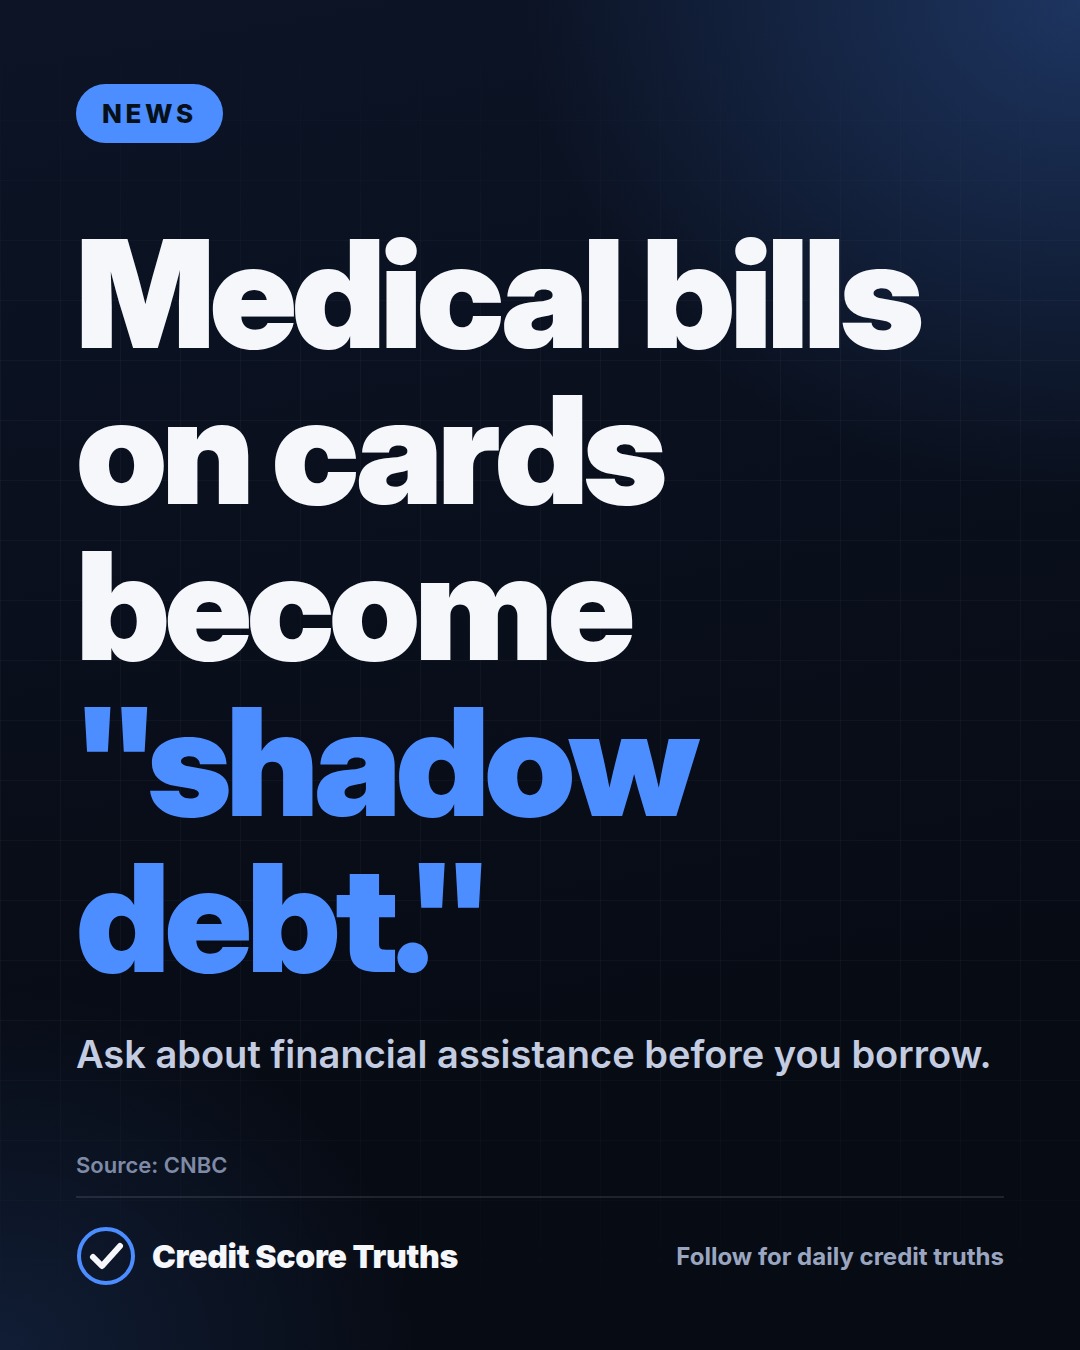 NEWS
Medical bills
on cards
become
"shadow
debt."
Ask about financial assistance before you borrow.
Source: CNBC
Credit Score Truths
Follow for daily credit truths